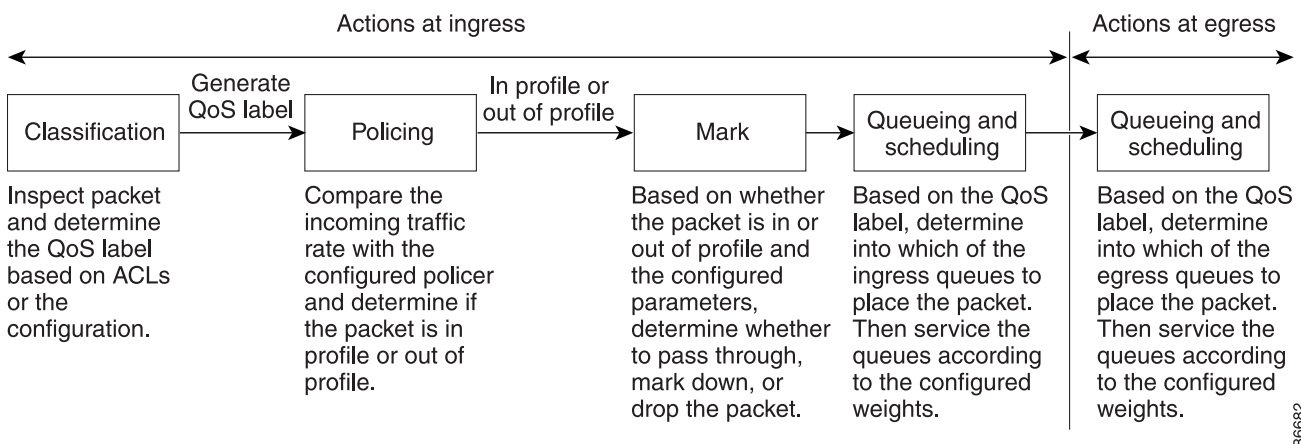 Actions at ingress
Actions at egress
Generate
QoS label
In profile or
out of profile
Classification
Policing
Mark
Queueing and
scheduling
Queueing and
scheduling
Inspect packet
and determine
the QoS label
based on ACLs
or the
configuration.
Compare the
incoming traffic
rate with the
configured policer
and determine if
the packet is in
profile or out of
profile.
Based on whether
the packet is in or
out of profile and
the configured
parameters,
determine whether
to pass through,
mark down, or
drop the packet.
Based on the QoS
label, determine
into which of the
ingress queues to
place the packet.
Then service the
queues according
to the configured
weights.
Based on the QoS
label, determine
into which of the
egress queues to
place the packet.
Then service the
queues according
to the configured
weights.